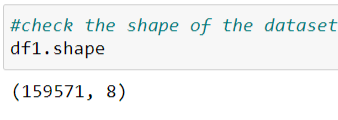 #check the shape of the dataset
df1.shape
(159571, 8)